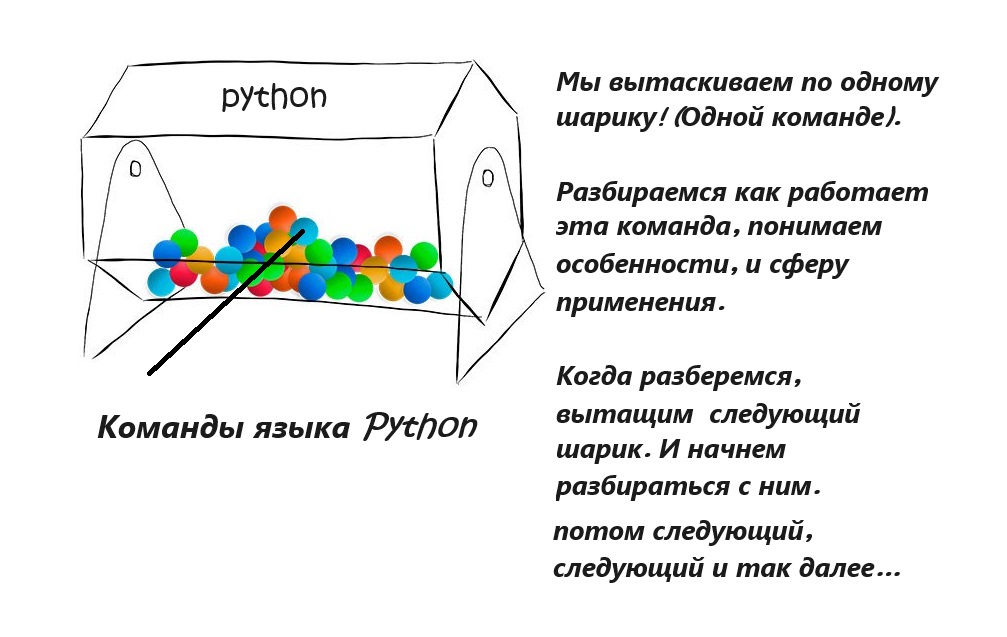 python
Команды языка Python
Мы вытаскиваем по одному
шарику! (Одной команде).
Разбираемся как работает
эта команда, понимаем
особенности, и сферу
применения.
Когда разберемся,
вытащим следующий
шарик. И начнем
разбираться с ним.
потом следующий,
следующий и так далее...